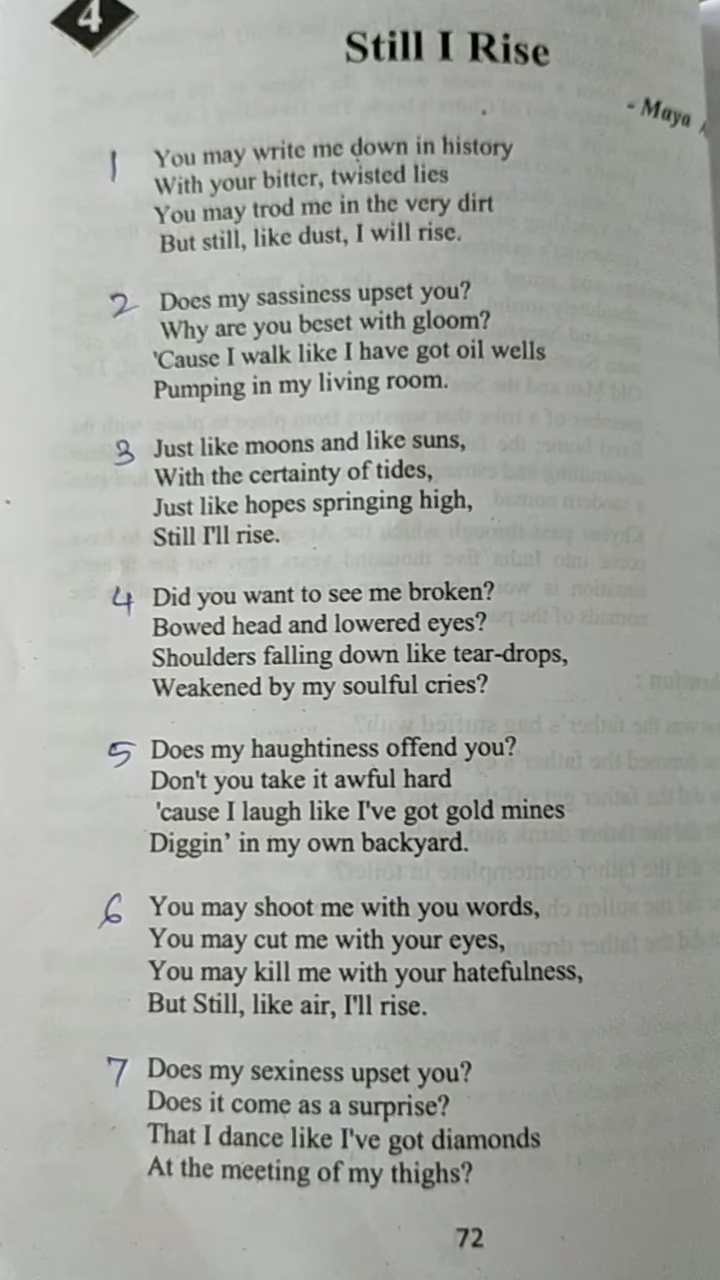 4
Still I Rise
- Maya
1 You may write me down in history
With your bitter, twisted lies
You may trod me in the very dirt
But still, like dust, I will rise.
2 Does my sassiness upset you?
Why are you beset with gloom?
'Cause I walk like I have got oil wells
Pumping in my living room.
3 Just like moons and like suns,
With the certainty of tides,
Just like hopes springing high,
Still I'll rise.
4 Did you want to see me broken?
Bowed head and lowered eyes?
Shoulders falling down like tear-drops,
Weakened by my soulful cries?
5 Does my haughtiness offend you?
Don't you take it awful hard
'cause I laugh like I've got gold mines
Diggin' in my own backyard.
6 You may shoot me with you words,
You may cut me with your eyes,
You may kill me with your hatefulness,
But Still, like air, I'll rise.
7 Does my sexiness upset you?
Does it come as a surprise?
That I dance like I've got diamonds
At the meeting of my thighs?
72